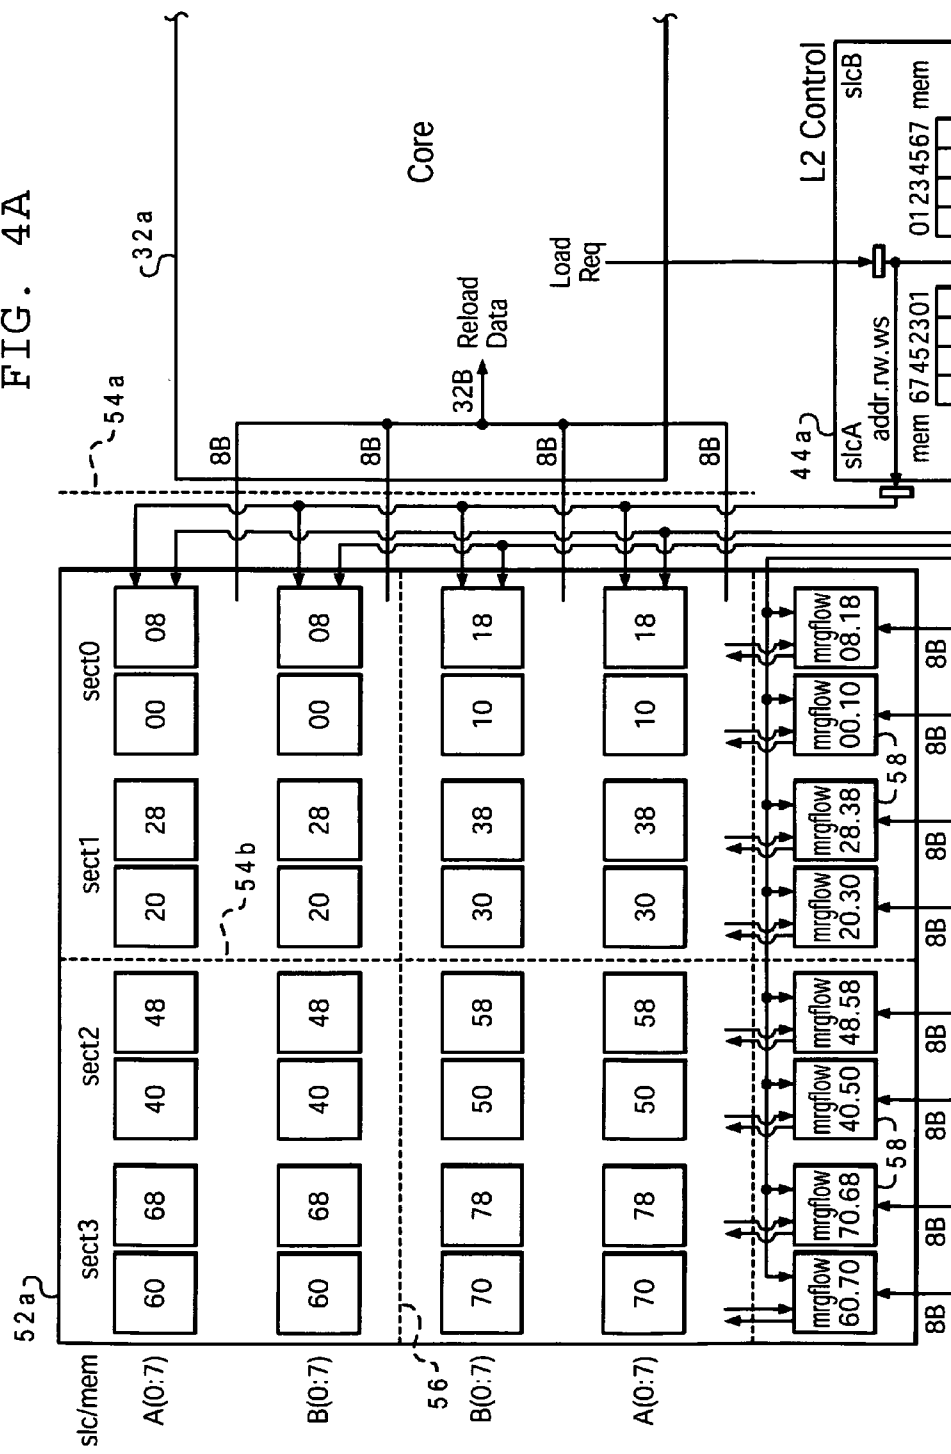 FIG. 4A
52a
slc/mem
sect3
sect2
sect1
sect0
54a
32a
A(0:7)
60
68
40
48
20
28
00
08
8B
54b
B(0:7)
60
68
40
48
20
28
00
08
8B
Core
32B
Reload
Data
56
B(0:7)
70
78
50
58
30
38
10
18
8B
Load
Req
A(0:7)
70
78
50
58
30
38
10
18
8B
mrgflow
60.70
mrgflow
70.68
mrgflow
40.50
mrgflow
48.58
mrgflow
20.30
mrgflow
28.38
mrgflow
00.10
mrgflow
08.18
58
58
8B
8B
8B
8B
8B
8B
8B
8B
44a
L2 Control
slcA
slcB
addr.rw.ws
mem 67452301
01234567 mem